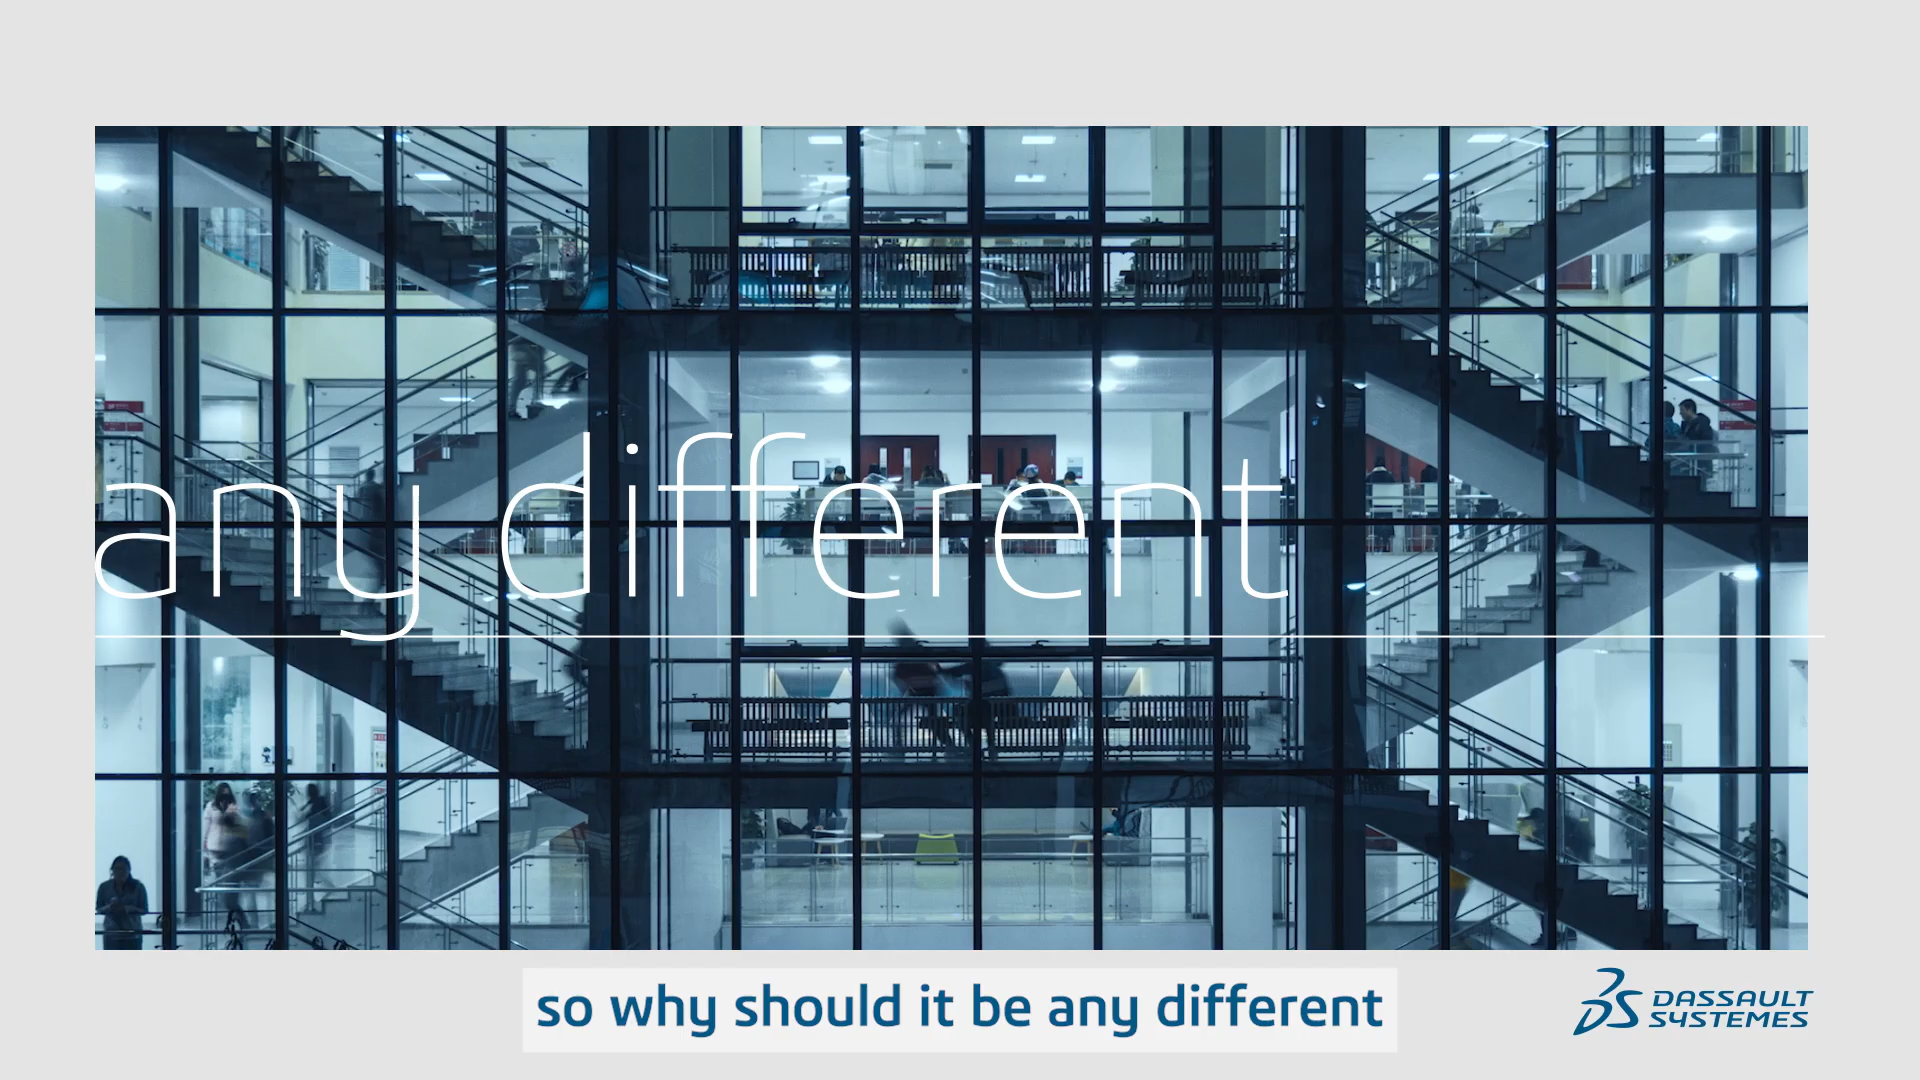 any different
so why should it be any different
DASSAULT
SYSTEMES